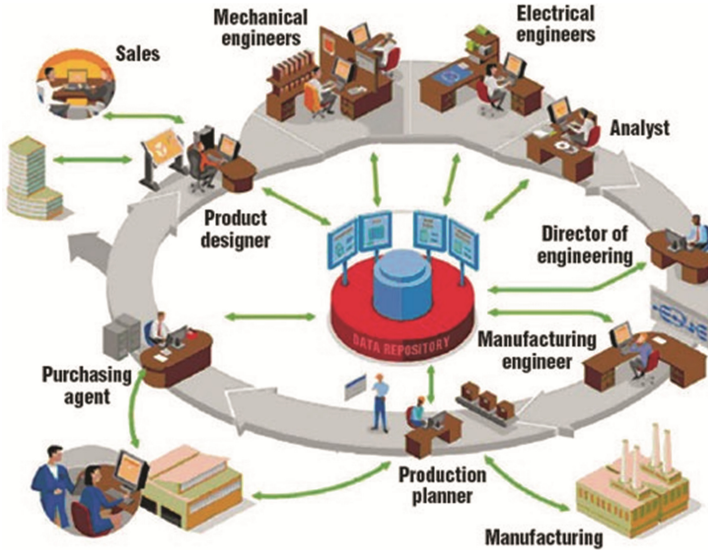 Mechanical
engineers
Electrical
engineers
Sales
Analyst
Product
designer
Director of
engineering
DATA REPOSITORY
Manufacturing
engineer
Purchasing
agent
Production
planner
Manufacturing